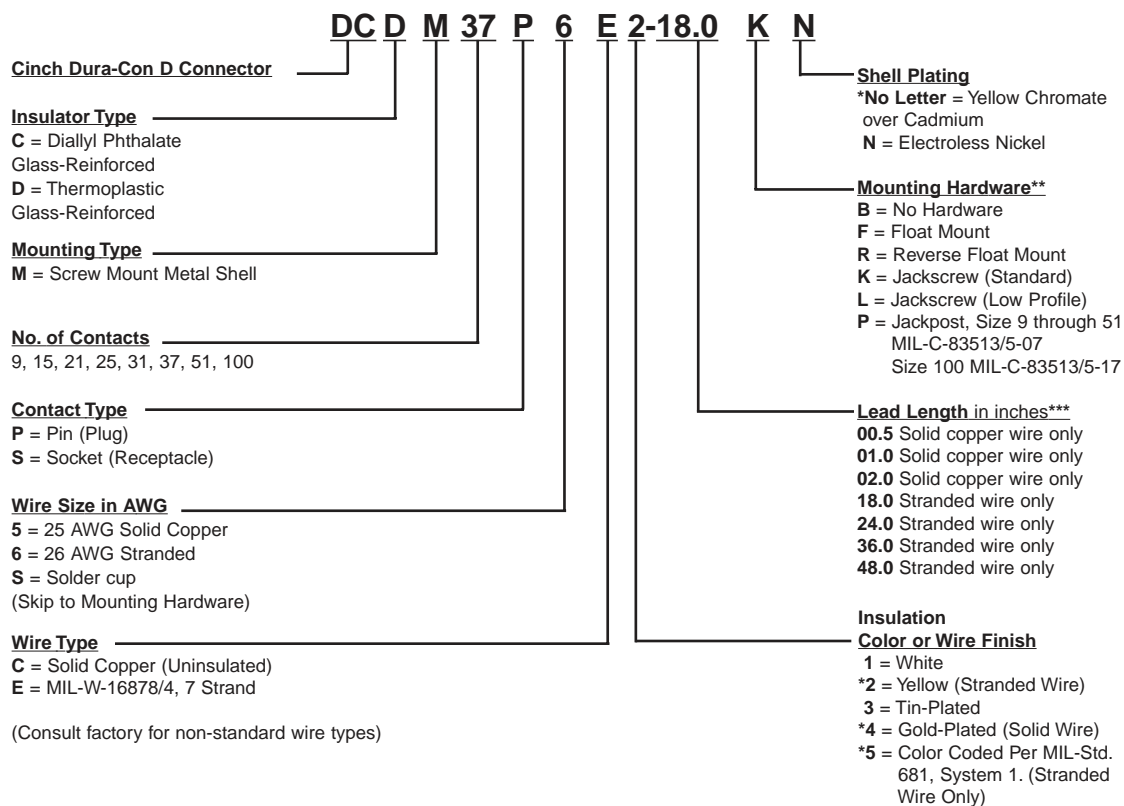 DC D M 37 P 6 E 2-18.0 K N
Cinch Dura-Con D Connector
Insulator Type
C = Diallyl Phthalate
Glass-Reinforced
D = Thermoplastic
Glass-Reinforced
Mounting Type
M = Screw Mount Metal Shell
No. of Contacts
9, 15, 21, 25, 31, 37, 51, 100
Contact Type
P = Pin (Plug)
S = Socket (Receptacle)
Wire Size in AWG
5 = 25 AWG Solid Copper
6 = 26 AWG Stranded
S = Solder cup
(Skip to Mounting Hardware)
Wire Type
C = Solid Copper (Uninsulated)
E = MIL-W-16878/4, 7 Strand
(Consult factory for non-standard wire types)
Shell Plating
*No Letter = Yellow Chromate
over Cadmium
N = Electroless Nickel
Mounting Hardware**
B = No Hardware
F = Float Mount
R = Reverse Float Mount
K = Jackscrew (Standard)
L = Jackscrew (Low Profile)
P = Jackpost, Size 9 through 51
MIL-C-83513/5-07
Size 100 MIL-C-83513/5-17
Lead Length in inches***
00.5 Solid copper wire only
01.0 Solid copper wire only
02.0 Solid copper wire only
18.0 Stranded wire only
24.0 Stranded wire only
36.0 Stranded wire only
48.0 Stranded wire only
Insulation
Color or Wire Finish
1 = White
*2 = Yellow (Stranded Wire)
3 = Tin-Plated
*4 = Gold-Plated (Solid Wire)
*5 = Color Coded Per MIL-Std.
681, System 1. (Stranded
Wire Only)